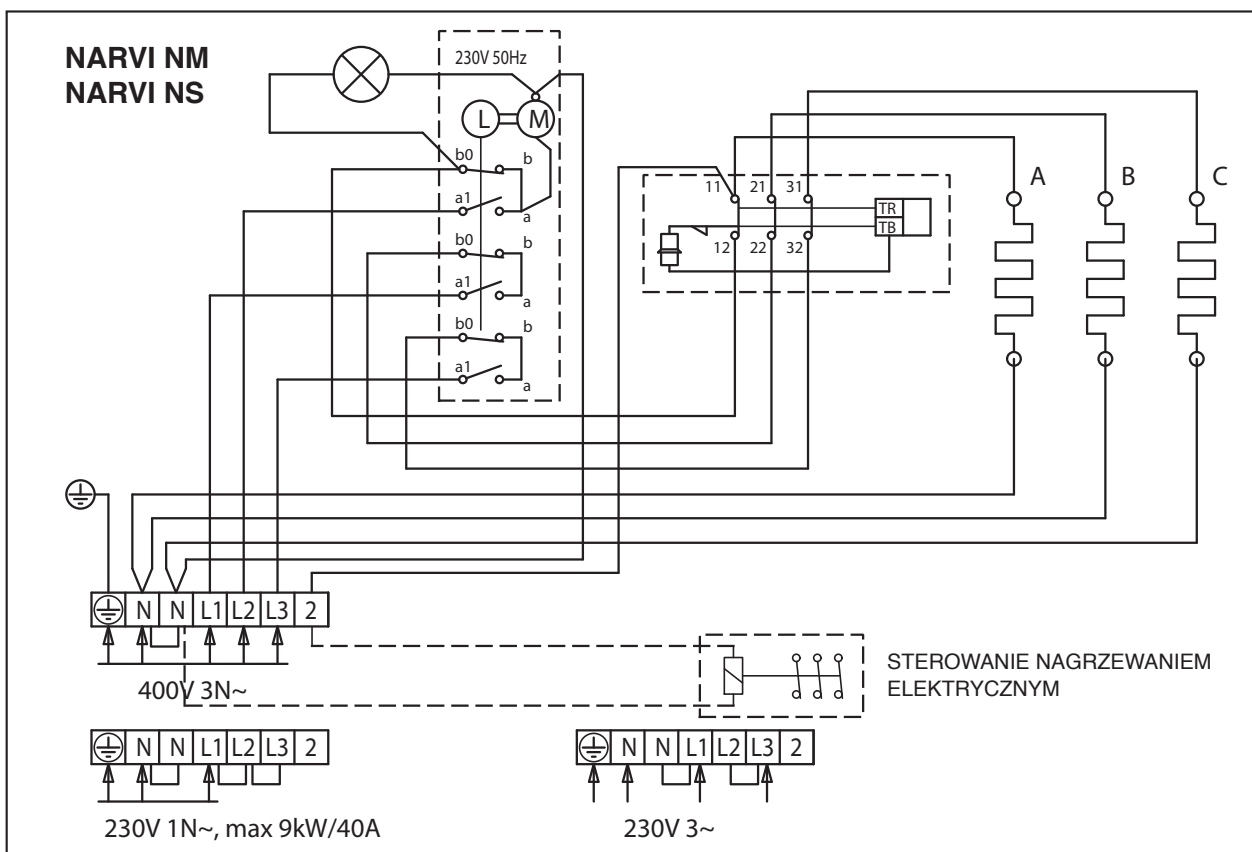 NARVI NM
NARVI NS
230V 50Hz
L M
b0 b
a1 a
b0 b
a1 a
b0 b
a1 a
11 21 31
12 22 32
TR
TB
A B C
N N L1 L2 L3 2
400V 3N~
STEROWANIE NAGRZEWANIEM
ELEKTRYCZNYM
N N L1 L2 L3 2
230V 1N~, max 9kW/40A
N N L1 L2 L3 2
230V 3~